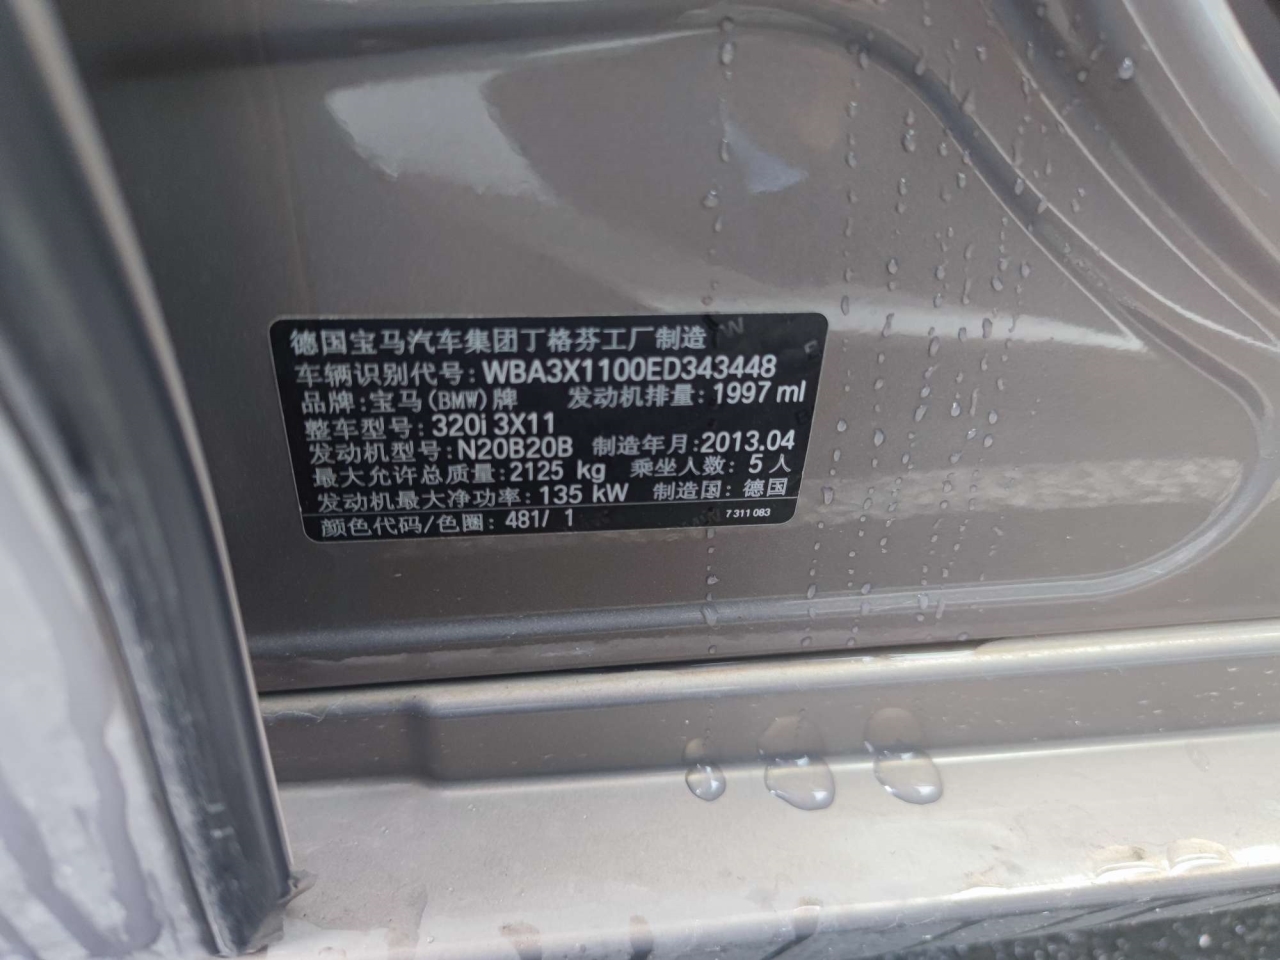 德国宝马汽车集团丁格芬工厂制造
车辆识别代号: WBA3X1100ED343448
品牌: 宝马(BMW)牌 发动机排量: 1997 ml
整车型号: 320i 3X11
发动机型号: N20B20B 制造年月: 2013.04
最大允许总质量: 2125 kg 乘坐人数: 5 人
发动机最大净功率: 135 kW 制造国: 德国
颜色代码/色圈: 481/ 1 7 311 083